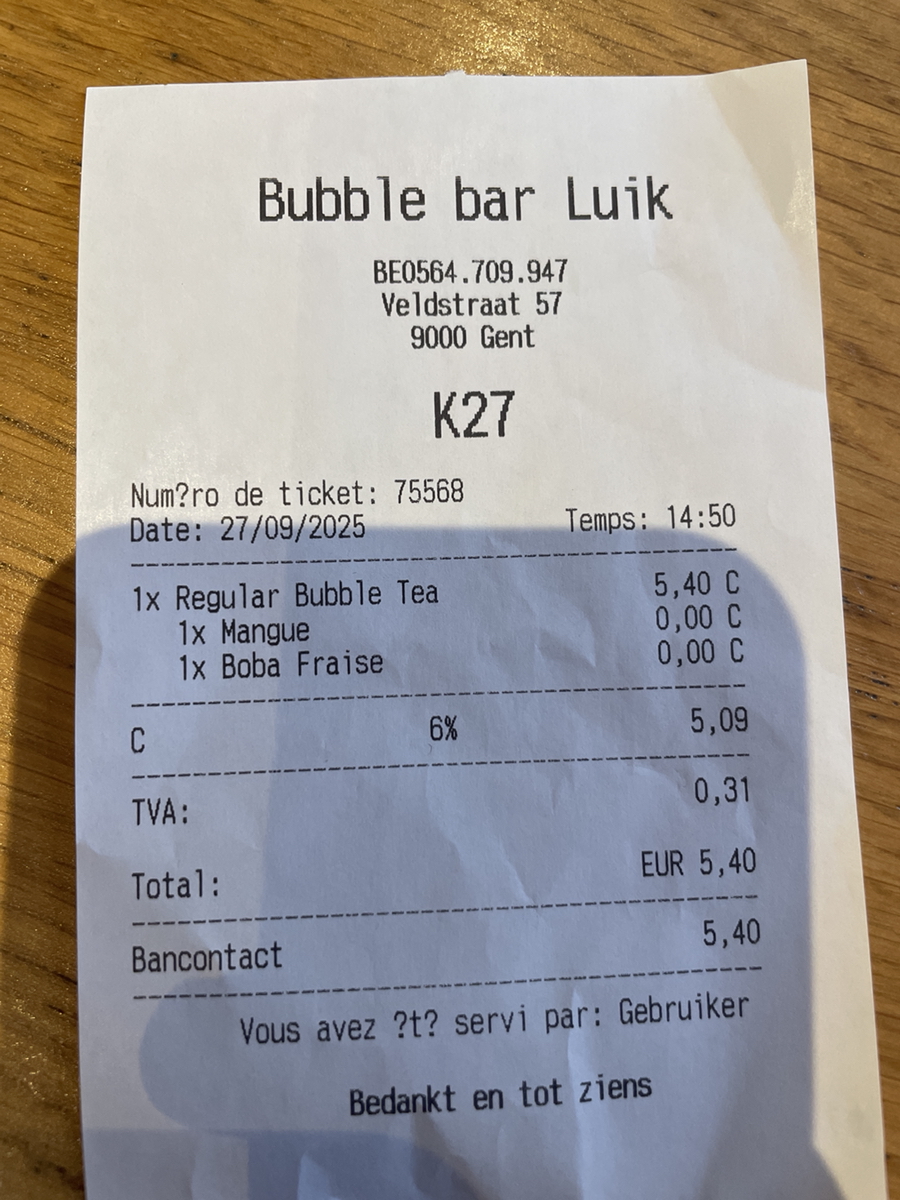 Bubble bar Luik
BE0564.709.947
Veldstraat 57
9000 Gent
K27
Num?ro de ticket: 75568
Date: 27/09/2025 Temps: 14:50
1x Regular Bubble Tea 5,40 C
1x Mangue 0,00 C
1x Boba Fraise 0,00 C
C 6% 5,09
TVA: 0,31
Total: EUR 5,40
Bancontact 5,40
Vous avez ?t? servi par: Gebruiker
Bedankt en tot ziens